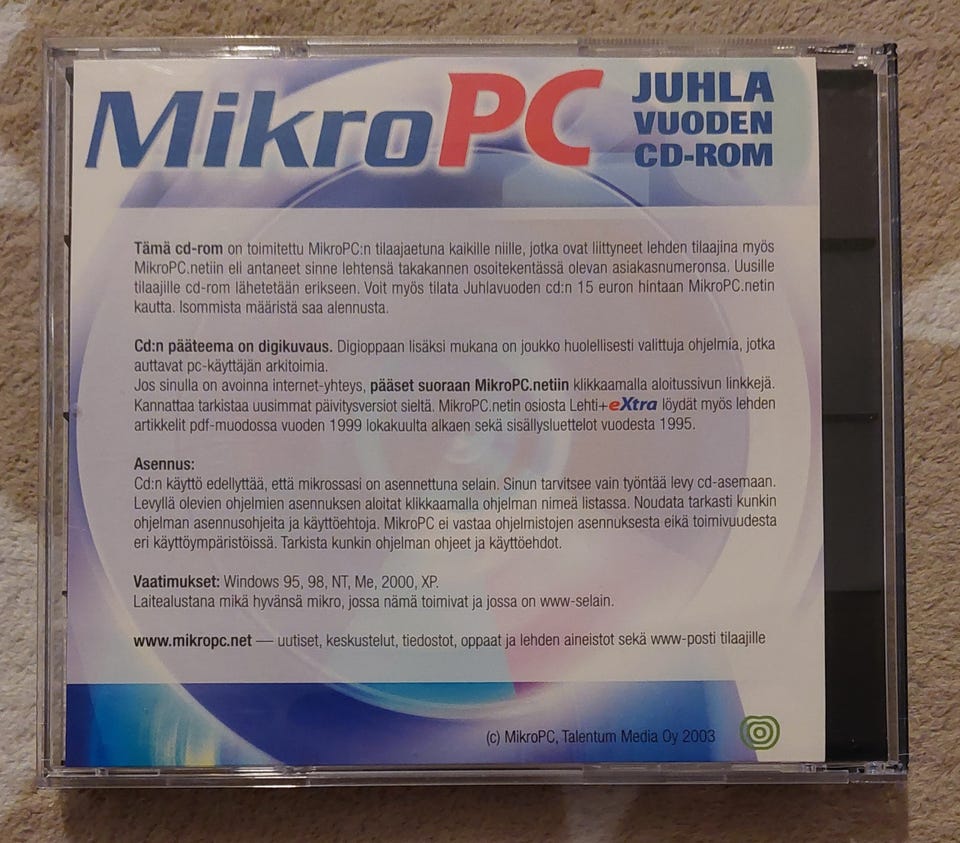 MikroPC
JUHLA
VUODEN
CD-ROM
Tämä cd-rom on toimitettu MikroPC:n tilaajaetuna kaikille niille, jotka ovat liittyneet lehden tilaajina myös
MikroPC.netiin eli antaneet sinne lehtensä takakannen osoitekentässä olevan asiakasnumeronsa. Uusille
tilaajille cd-rom lähetetään erikseen. Voit myös tilata Juhlavuoden cd:n 15 euron hintaan MikroPC.netin
kautta. Isommista määristä saa alennusta.
Cd:n pääteema on digikuvaus. Digioppaan lisäksi mukana on joukko huolellisesti valittuja ohjelmia, jotka
auttavat pc-käyttäjän arkitoimia.
Jos sinulla on avoinna internet-yhteys, pääset suoraan MikroPC.netiin klikkaamalla aloitussivun linkkejä.
Kannattaa tarkistaa uusimmat päivitysversiot sieltä. MikroPC.netin osiosta Lehti+eXtra löydät myös lehden
artikkelit pdf-muodossa vuoden 1999 lokakuulta alkaen sekä sisällysluettelot vuodesta 1995.
Asennus:
Cd:n käyttö edellyttää, että mikrossasi on asennettuna selain. Sinun tarvitsee vain työntää levy cd-asemaan.
Levyllä olevien ohjelmien asennuksen aloitat klikkaamalla ohjelman nimeä listassa. Noudata tarkasti kunkin
ohjelman asennusohjeita ja käyttöehtoja. MikroPC ei vastaa ohjelmistojen asennuksesta eikä toimivuudesta
eri käyttöympäristöissä. Tarkista kunkin ohjelman ohjeet ja käyttöehdot.
Vaatimukset: Windows 95, 98, NT, Me, 2000, XP.
Laitealustana mikä hyvänsä mikro, jossa nämä toimivat ja jossa on www-selain.
www.mikropc.net — uutiset, keskustelut, tiedostot, oppaat ja lehden aineistot sekä www-posti tilaajille
(c) MikroPC, Talentum Media Oy 2003